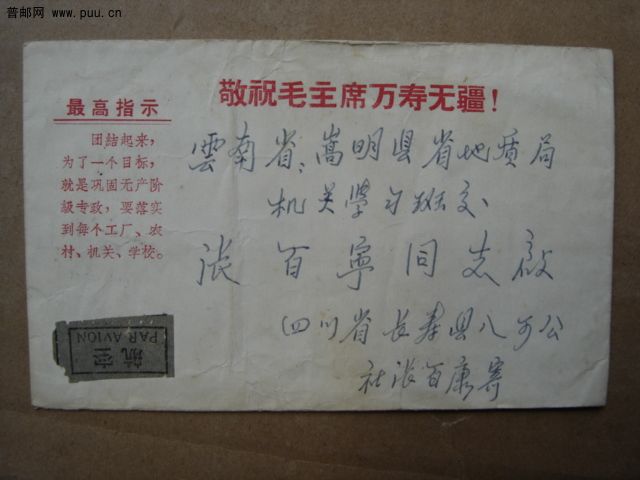 普邮网 www.puu.cn
敬祝毛主席万寿无疆！
最高指示
团结起来，
为了一个目标，
就是巩固无产阶
级专政，要落实
到每个工厂、农
村、机关、学校。
雲南省，嵩明县省地质局
机关学习班交
张百宁同志啟
四川省长寿县八可公
社张百康寄
航空
PAR AVION